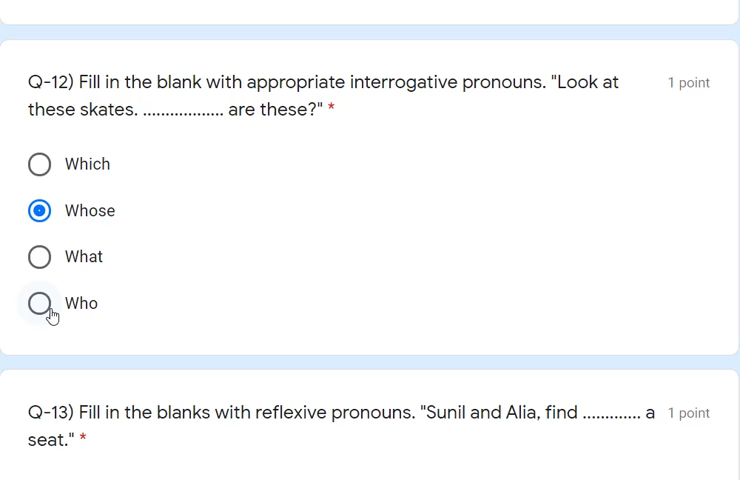 Q-12) Fill in the blank with appropriate interrogative pronouns. "Look at 1 point
these skates. .................. are these?" *
Which
Whose
What
Who
Q-13) Fill in the blanks with reflexive pronouns. "Sunil and Alia, find ............. a 1 point
seat." *